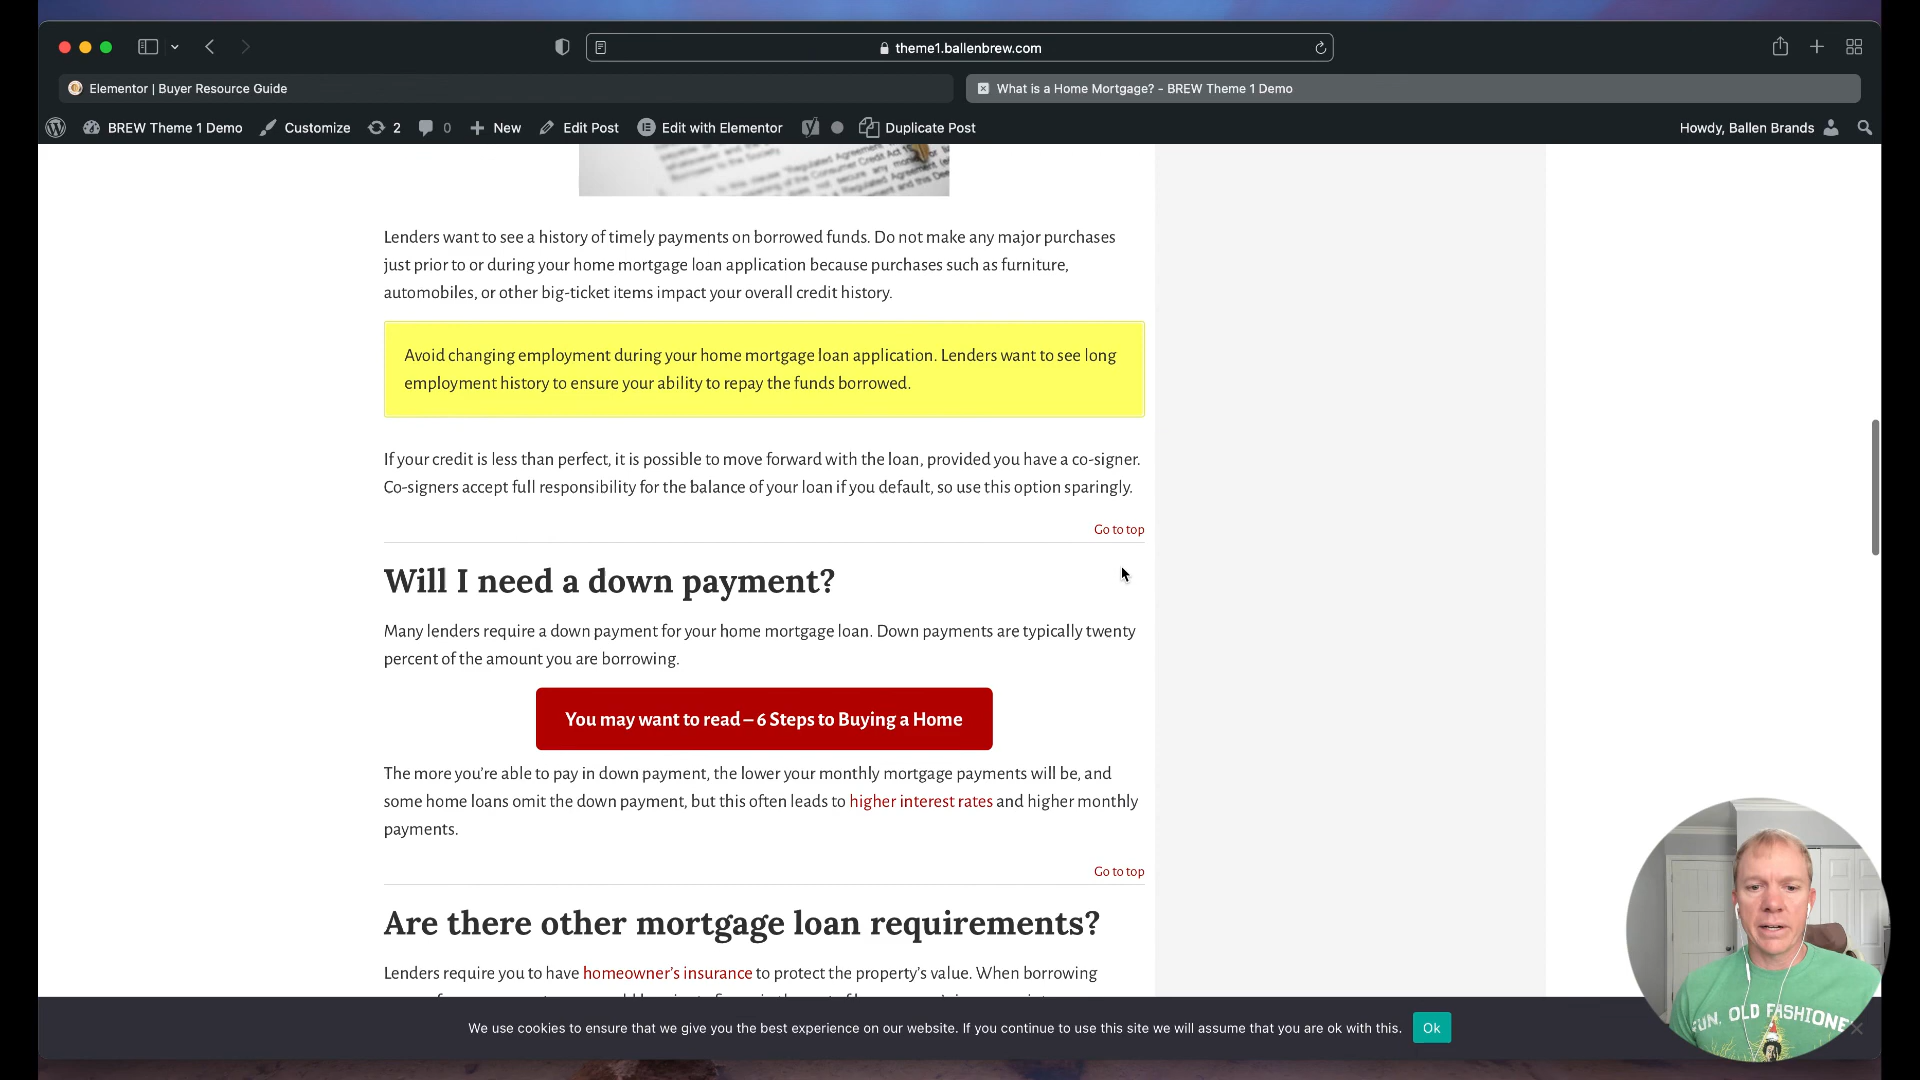 theme1.ballenbrew.com
Elementor | Buyer Resource Guide
What is a Home Mortgage? - BREW Theme 1 Demo
BREW Theme 1 Demo Customize 2 0 New Edit Post Edit with Elementor Duplicate Post Howdy, Ballen Brands
Lenders want to see a history of timely payments on borrowed funds. Do not make any major purchases
just prior to or during your home mortgage loan application because purchases such as furniture,
automobiles, or other big-ticket items impact your overall credit history.
Avoid changing employment during your home mortgage loan application. Lenders want to see long
employment history to ensure your ability to repay the funds borrowed.
If your credit is less than perfect, it is possible to move forward with the loan, provided you have a co-signer.
Co-signers accept full responsibility for the balance of your loan if you default, so use this option sparingly.
Go to top
Will I need a down payment?
Many lenders require a down payment for your home mortgage loan. Down payments are typically twenty
percent of the amount you are borrowing.
You may want to read – 6 Steps to Buying a Home
The more you're able to pay in down payment, the lower your monthly mortgage payments will be, and
some home loans omit the down payment, but this often leads to higher interest rates and higher monthly
payments.
Go to top
Are there other mortgage loan requirements?
Lenders require you to have homeowner's insurance to protect the property's value. When borrowing
We use cookies to ensure that we give you the best experience on our website. If you continue to use this site we will assume that you are ok with this. Ok
FUN, OLD FASHIONE